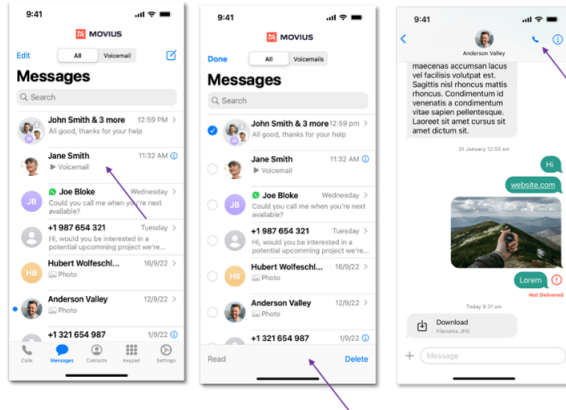 9:41
MOVIUS
Edit
All
Voicemail
Messages
Search
John Smith & 3 more
12:59 PM
All good, thanks for your help
Jane Smith
11:32 AM
Voicemail
JB
Joe Bloke
Wednesday
Could you call me when you're next
available?
+1 987 654 321
Tuesday
Hi, would you be interested in a
potential upcomming project we're...
HB
Hubert Wolfeschl...
16/9/22
Photo
Anderson Valley
12/9/22
Photo
+1 321 654 987
1/9/22
Calls
Messages
Contacts
Keypad
Settings
9:41
MOVIUS
Done
All
Voicemails
Messages
Search
John Smith & 3 more
12:59 pm
All good, thanks for your help
Jane Smith
11:32 AM
Voicemail
JB
Joe Bloke
Wednesday
Could you call me when you're next
available?
+1 987 654 321
Tuesday
Hi, would you be interested in a
potential upcomming project we're...
HB
Hubert Wolfeschl...
16/9/22
Photo
Anderson Valley
12/9/22
Photo
+1 321 654 987
1/9/22
Read
Delete
9:41
Anderson Valley
maecenas accumsan lacus
vel facilisis volutpat est.
Sagittis nisl rhoncus mattis
rhoncus. Condimentum id
venenatis a condimentum
vitae sapien pellentesque.
Laoreet sit amet cursus sit
amet dictum sit.
31 January 12:53 am
Hi
website.com
Lorem
Not Delivered
Today 8:31 am
Download
Filename.JPG
Message